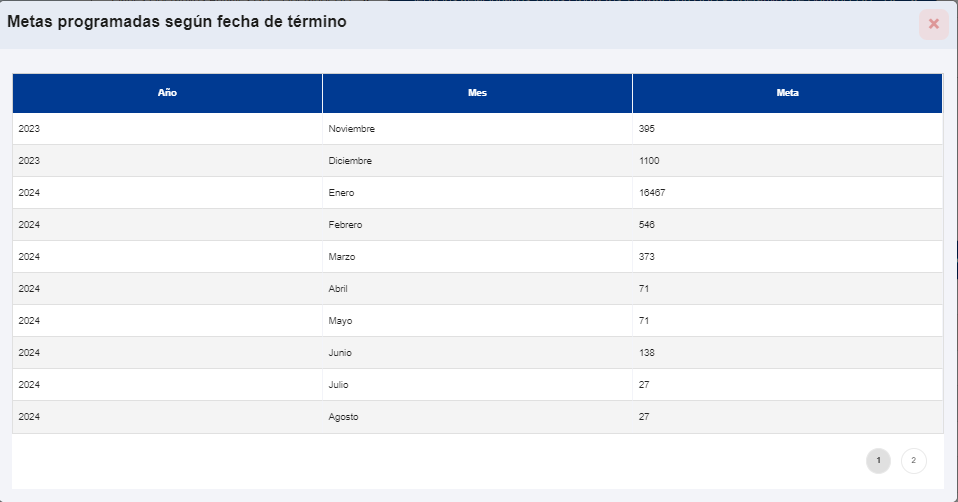 Metas programadas según fecha de término
Año Mes Meta
2023 Noviembre 395
2023 Diciembre 1100
2024 Enero 16467
2024 Febrero 546
2024 Marzo 373
2024 Abril 71
2024 Mayo 71
2024 Junio 138
2024 Julio 27
2024 Agosto 27
1 2